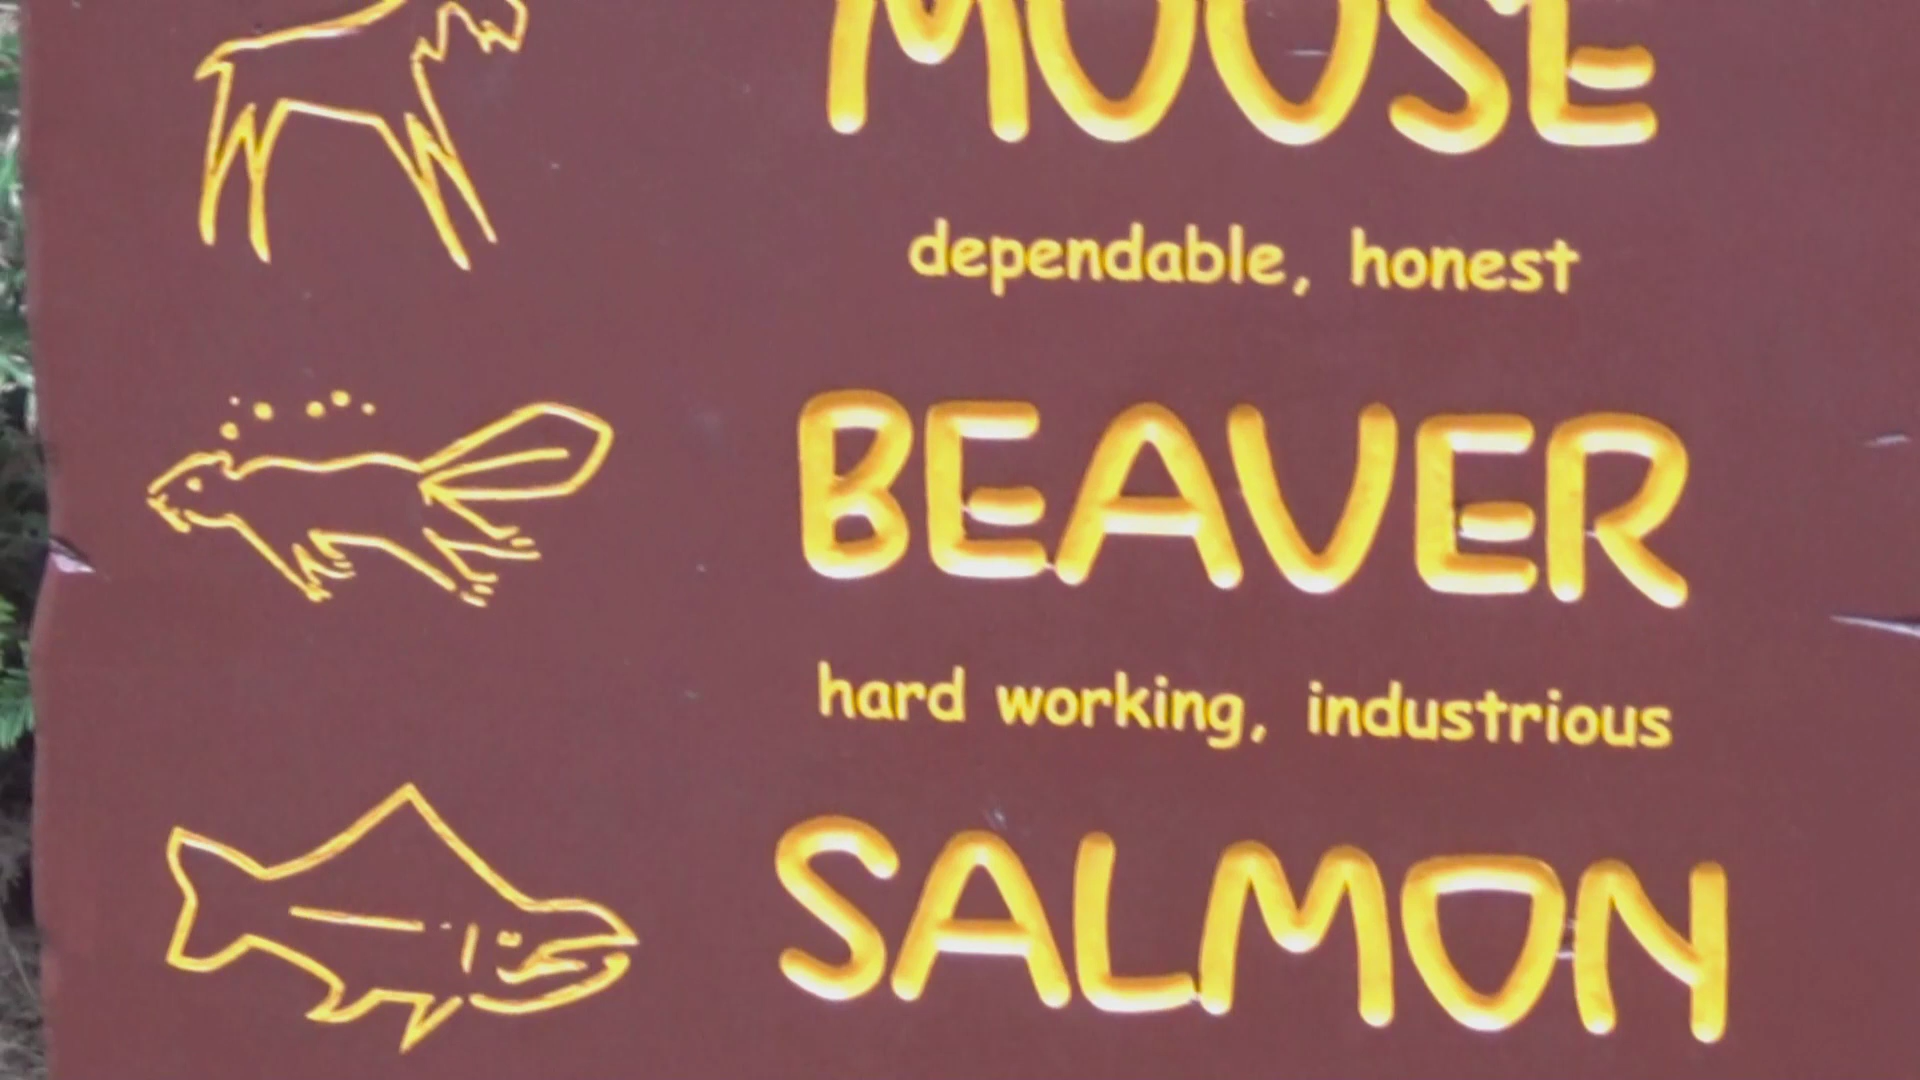 MOOSE
dependable, honest
BEAVER
hard working, industrious
SALMON